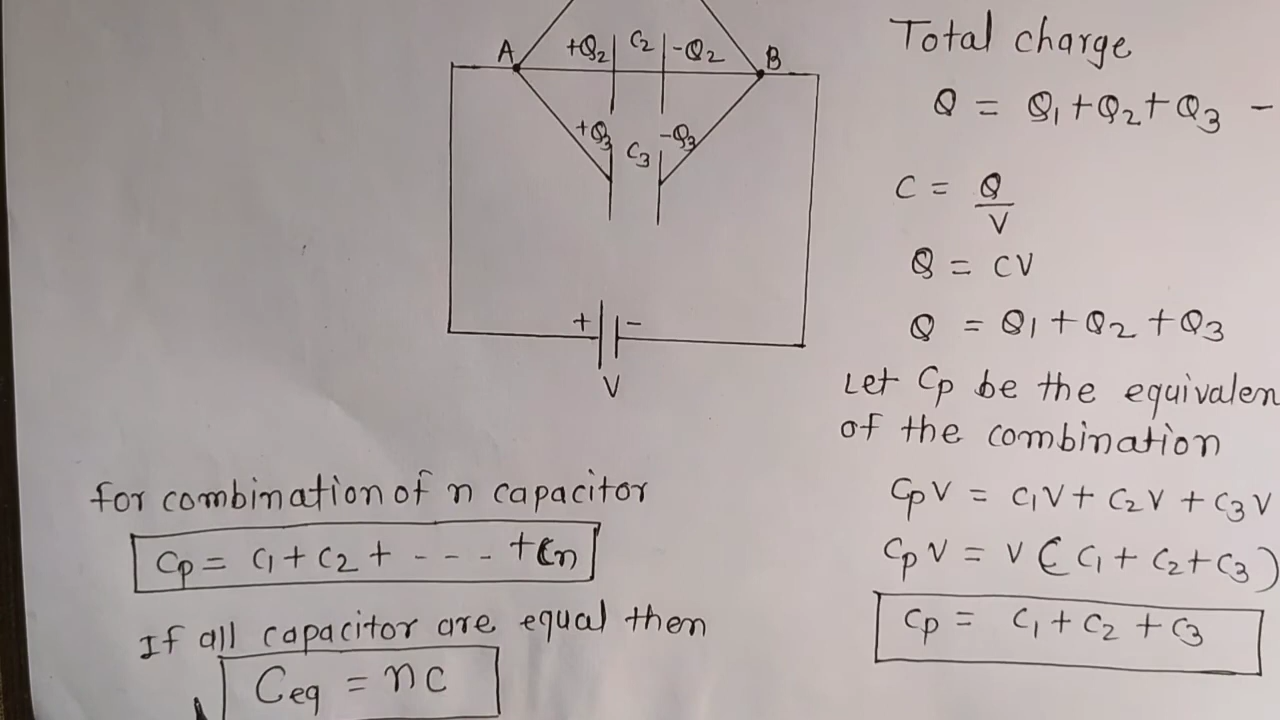 A +Q2 C2 -Q2 B
+Q3 C3 -Q3
+ -
V
Total charge
Q = Q1 + Q2 + Q3 -
C = Q/V
Q = CV
Q = Q1 + Q2 + Q3
Let Cp be the equivalen
of the combination
CpV = C1V + C2V + C3V
CpV = V (C1 + C2 + C3)
Cp = C1 + C2 + C3
for combination of n capacitor
Cp = C1 + C2 + - - - - + Cn
If all capacitor are equal then
Ceq = nc